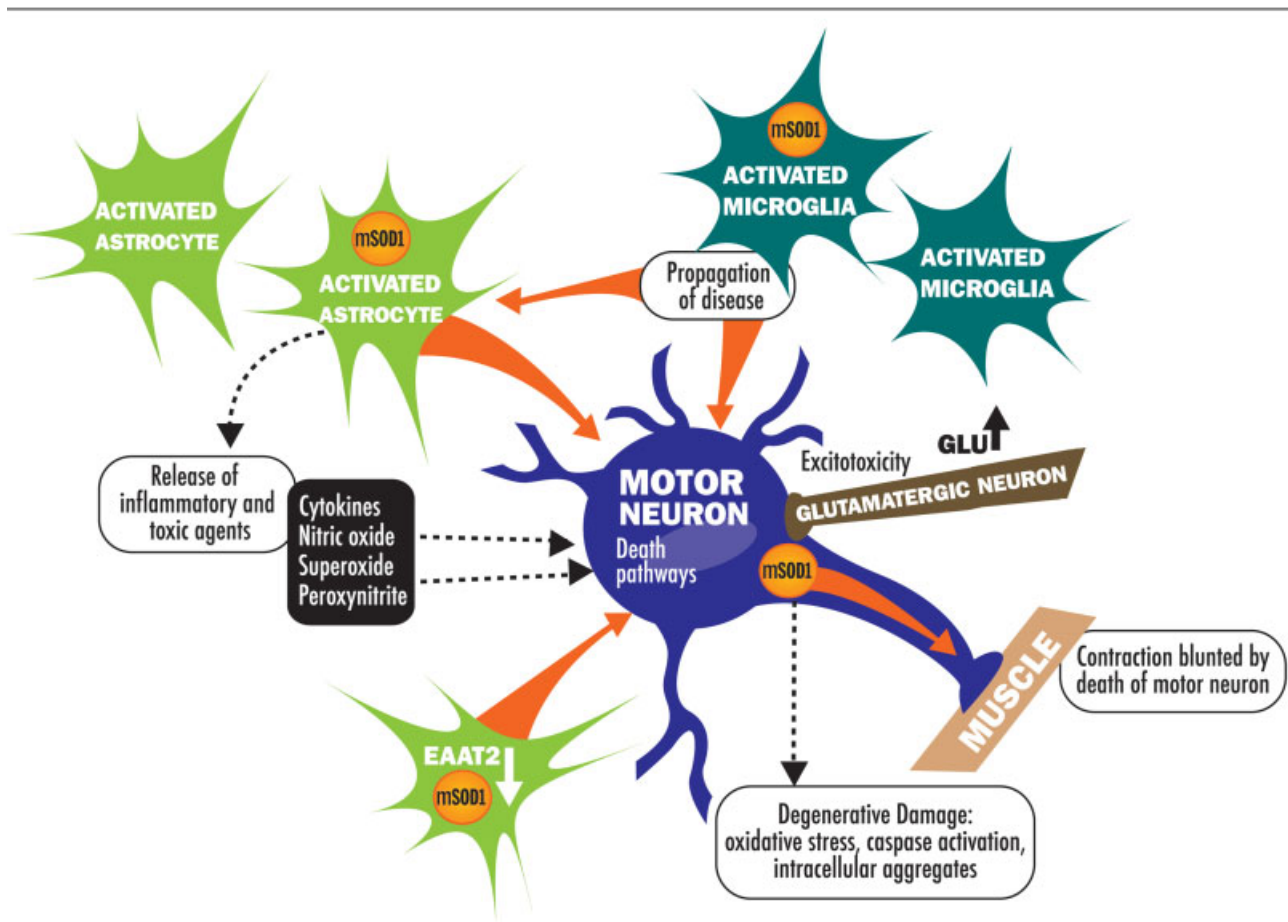 mSOD1
ACTIVATED
MICROGLIA
ACTIVATED
ASTROCYTE
mSOD1
ACTIVATED
ASTROCYTE
Propagation
of disease
ACTIVATED
MICROGLIA
GLU
Excitotoxicity
GLUTAMATERGIC NEURON
MOTOR
NEURON
Death
pathways
mSOD1
Release of
inflammatory and
toxic agents
Cytokines
Nitric oxide
Superoxide
Peroxynitrite
MUSCLE
Contraction blunted by
death of motor neuron
EAAT2
mSOD1
Degenerative Damage:
oxidative stress, caspase activation,
intracellular aggregates